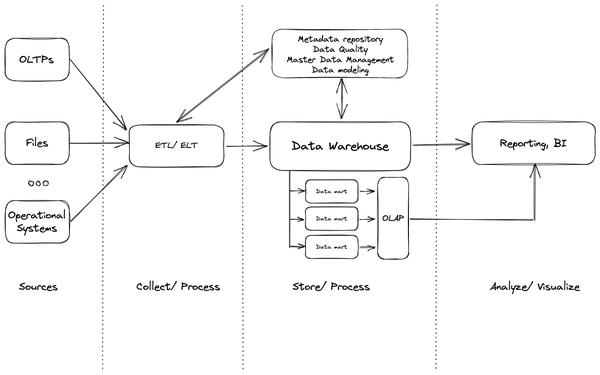 Metadata repository
Data Quality
Master Data Management
Data modeling
OLTPs
Files
ooo
Operational
Systems
ETL/ ELT
Data Warehouse
Reporting, BI
Data mart
Data mart
Data mart
OLAP
Sources
Collect/ Process
Store/ Process
Analyze/ Visualize